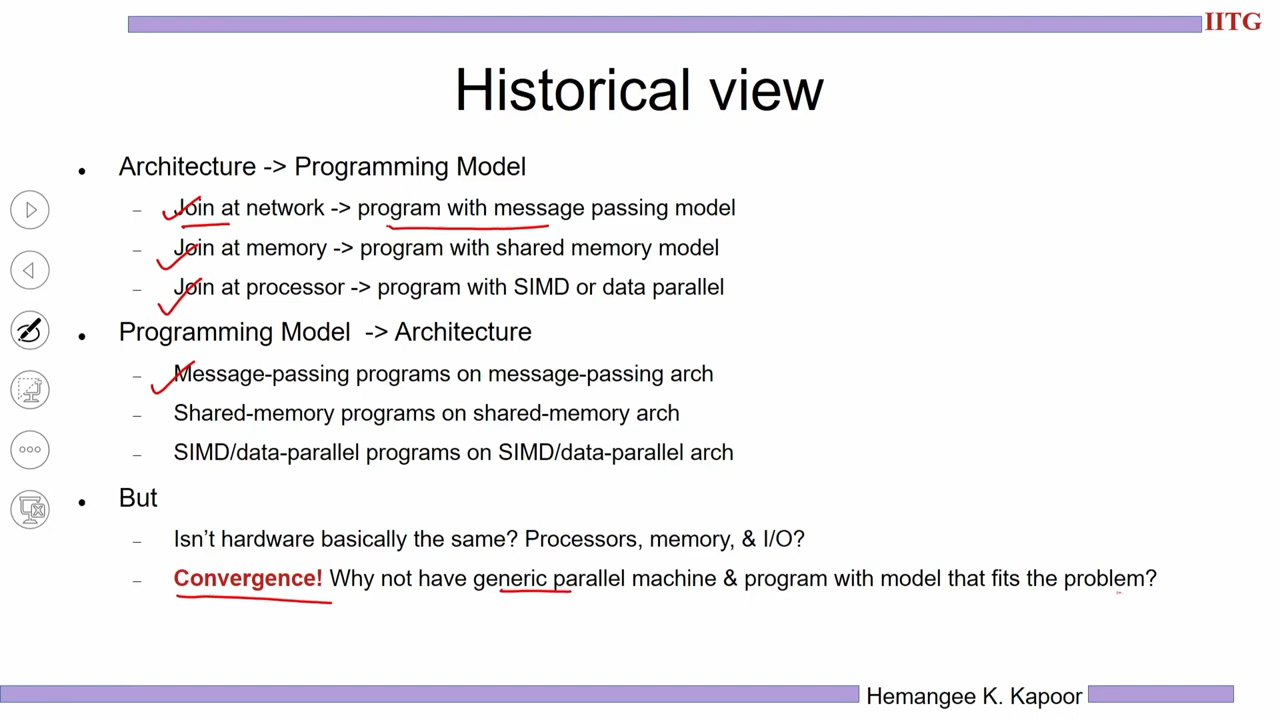 IITG
Historical view
• Architecture -> Programming Model
– Join at network -> program with message passing model
– Join at memory -> program with shared memory model
– Join at processor -> program with SIMD or data parallel
• Programming Model -> Architecture
– Message-passing programs on message-passing arch
– Shared-memory programs on shared-memory arch
– SIMD/data-parallel programs on SIMD/data-parallel arch
• But
– Isn't hardware basically the same? Processors, memory, & I/O?
– Convergence! Why not have generic parallel machine & program with model that fits the problem?
Hemangee K. Kapoor